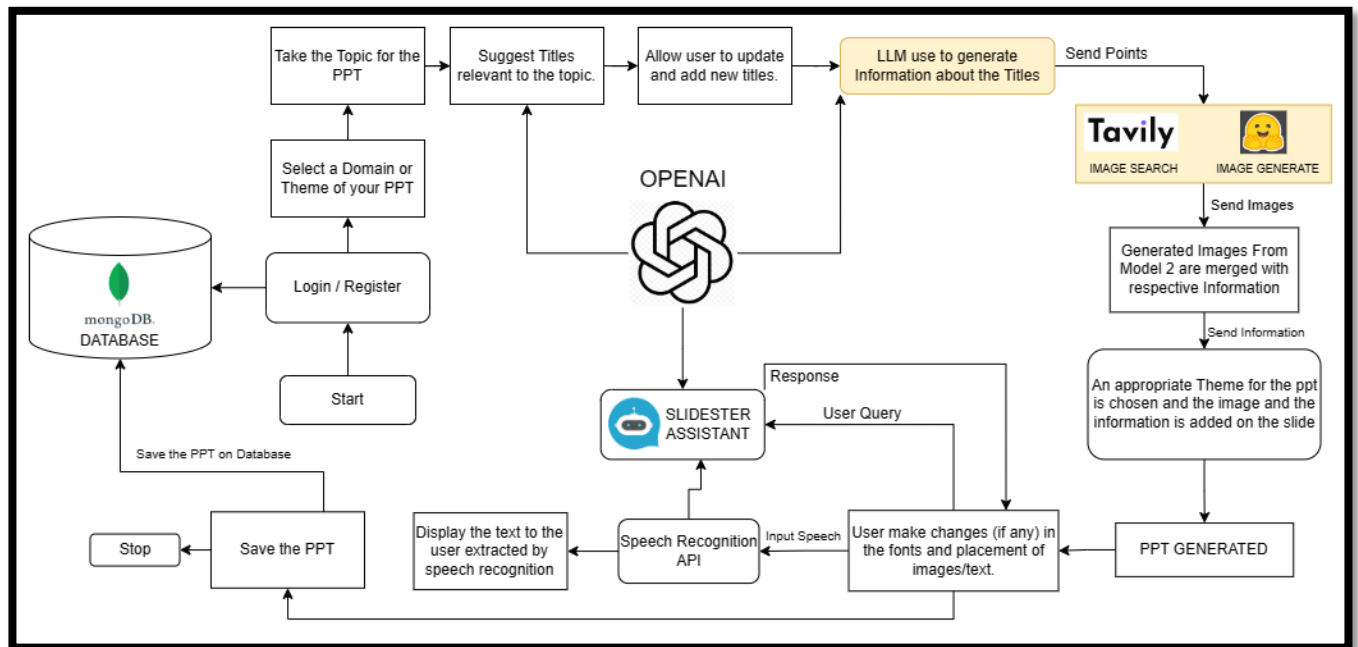 Take the Topic for the
PPT
Suggest Titles
relevant to the topic.
Allow user to update
and add new titles.
LLM use to generate
Information about the Titles
Send Points
Tavily
IMAGE SEARCH
IMAGE GENERATE
Select a Domain or
Theme of your PPT
OPENAI
Send Images
Generated Images From
Model 2 are merged with
respective Information
mongoDB.
DATABASE
Login / Register
Send Information
Start
Response
An appropriate Theme for the ppt
is chosen and the image and the
information is added on the slide
SLIDESTER
ASSISTANT
User Query
Save the PPT on Database
Stop
Save the PPT
Display the text to the
user extracted by
speech recognition
Speech Recognition
API
Input Speech
User make changes (if any) in
the fonts and placement of
images/text.
PPT GENERATED